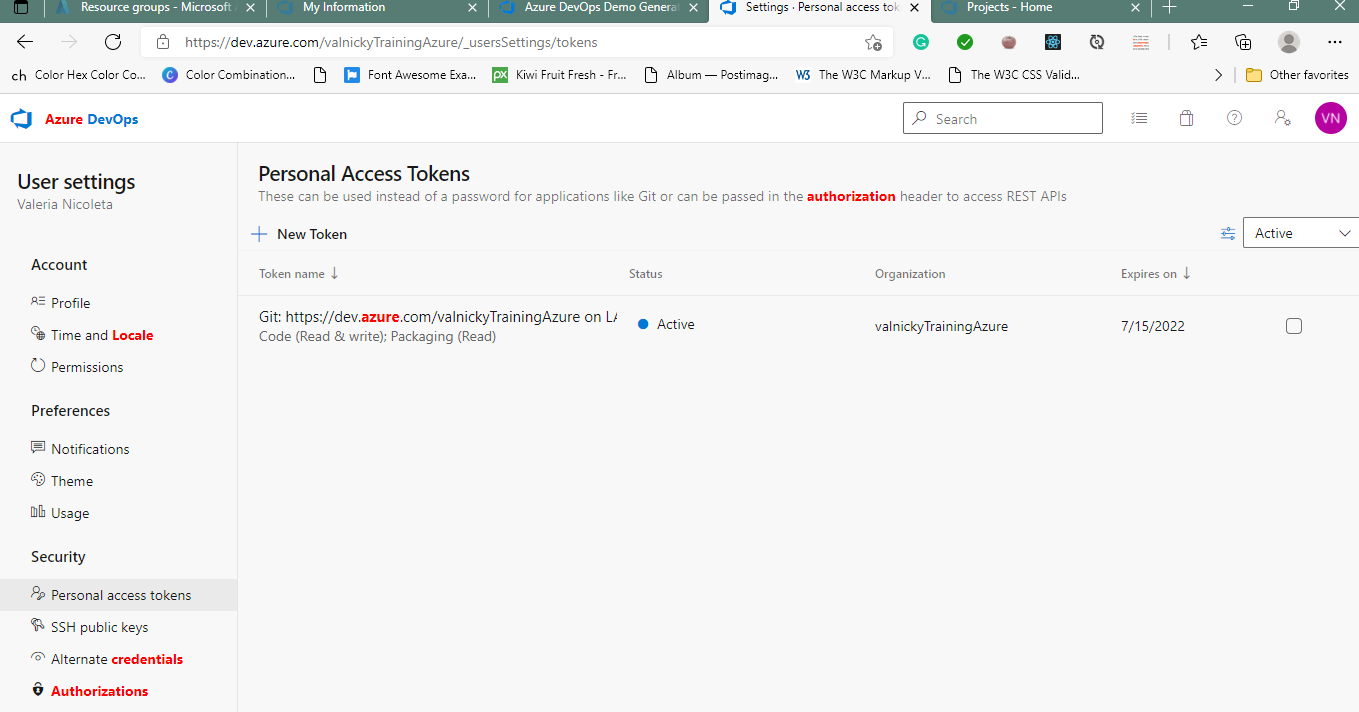 Resource groups - Microsoft
My Information
Azure DevOps Demo Generat
Settings · Personal access tok
Projects - Home
https://dev.azure.com/valnickyTrainingAzure/_usersSettings/tokens
ch Color Hex Color Co...
Color Combination...
Font Awesome Exa...
Kiwi Fruit Fresh - Fr...
Album — Postimag...
W3 The W3C Markup V...
The W3C CSS Valid...
Other favorites
Azure DevOps
Search
VN
User settings
Valeria Nicoleta
Account
Profile
Time and Locale
Permissions
Preferences
Notifications
Theme
Usage
Security
Personal access tokens
SSH public keys
Alternate credentials
Authorizations
Personal Access Tokens
These can be used instead of a password for applications like Git or can be passed in the authorization header to access REST APIs
New Token
Active
Token name
Status
Organization
Expires on
Git: https://dev.azure.com/valnickyTrainingAzure on LA
Code (Read & write); Packaging (Read)
Active
valnickyTrainingAzure
7/15/2022